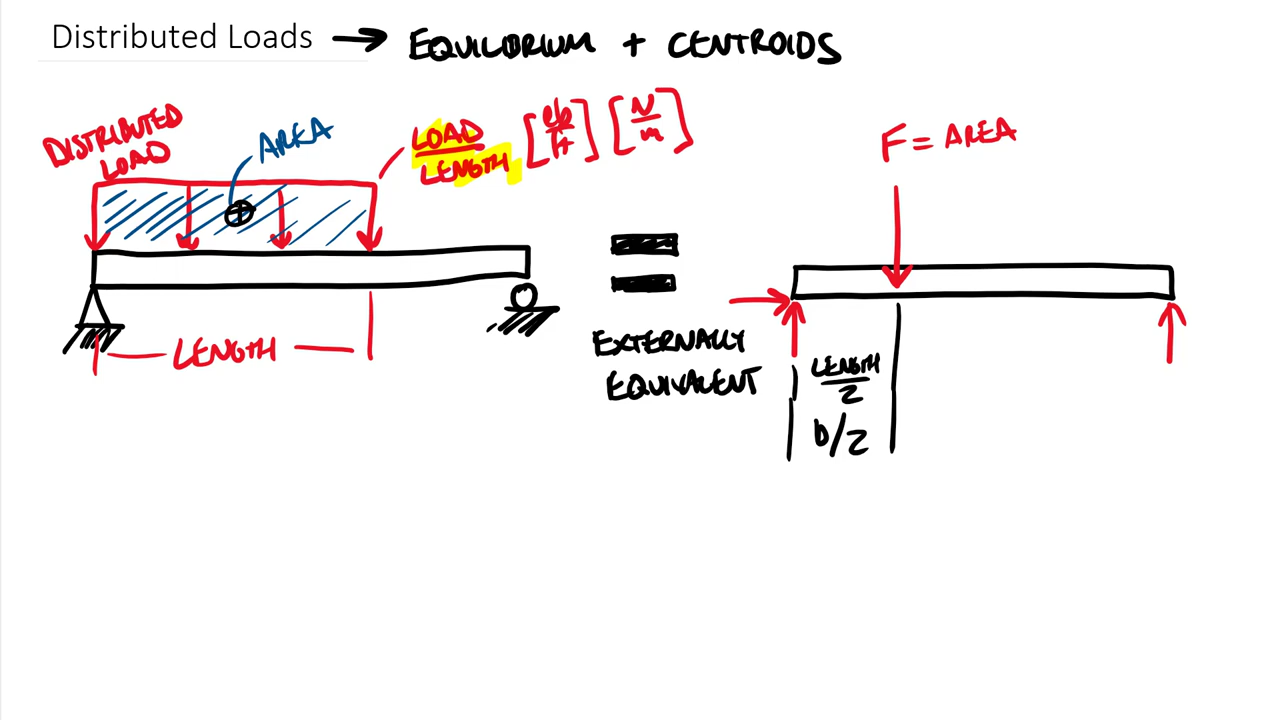 Distributed Loads → EQUILIBRIUM + CENTROIDS
DISTRIBUTED
LOAD
AREA
LOAD
LENGTH
[lb/ft] [N/m]
F = AREA
LENGTH
EXTERNALLY
EQUIVALENT
LENGTH
2
b/2